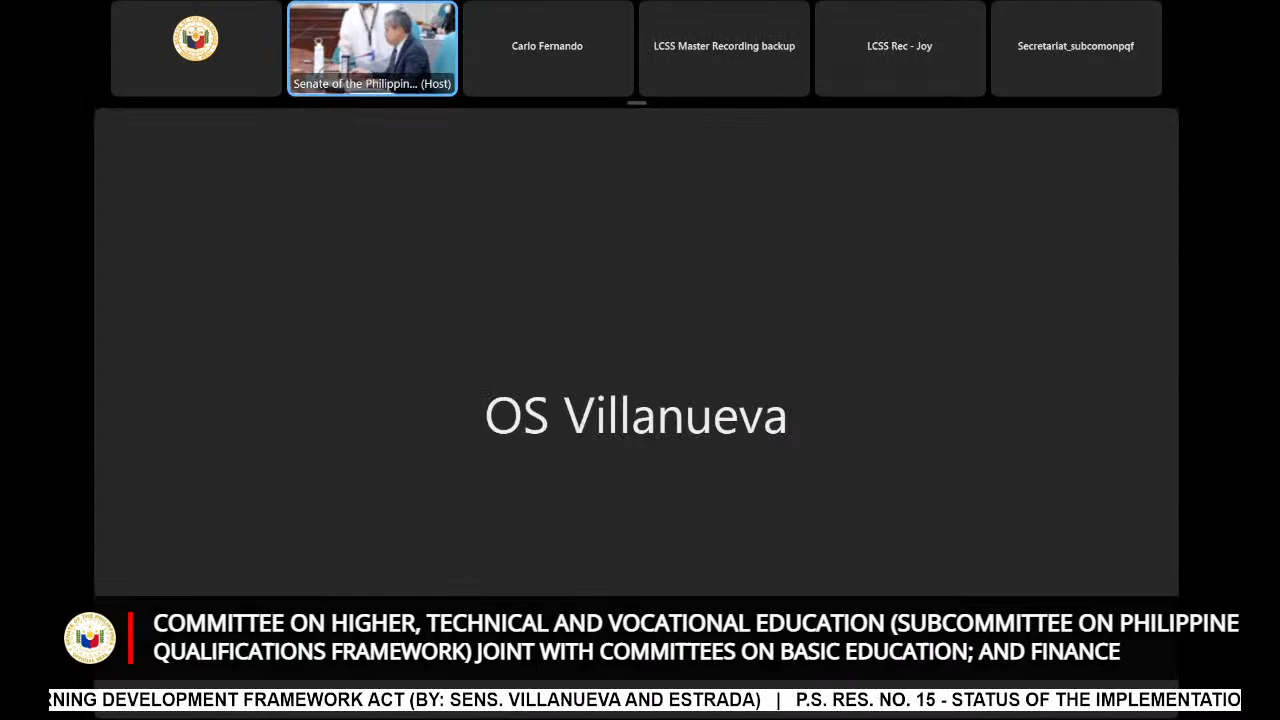 Senate of the Philippin... (Host)
Carlo Fernando
LCSS Master Recording backup
LCSS Rec - Joy
Secretariat_subcomonpqf
OS Villanueva
COMMITTEE ON HIGHER, TECHNICAL AND VOCATIONAL EDUCATION (SUBCOMMITTEE ON PHILIPPINE
QUALIFICATIONS FRAMEWORK) JOINT WITH COMMITTEES ON BASIC EDUCATION; AND FINANCE
RNING DEVELOPMENT FRAMEWORK ACT (BY: SENS. VILLANUEVA AND ESTRADA) | P.S. RES. NO. 15 - STATUS OF THE IMPLEMENTATIO